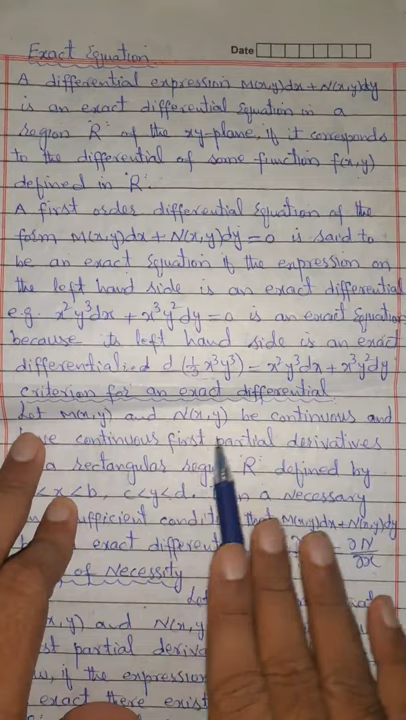 Exact Equation
Date
A differential expression M(x,y)dx+N(x,y)dy
is an exact differential Equation in a
region 'R' of the xy-plane, if it corresponds
to the differential of some function f(x,y)
defined in 'R'.
A first order differential Equation of the
form M(x,y)dx+N(x,y)dy=0 is said to
be an exact Equation if the expression on
the left hand side is an exact differential
e.g. x²y³dx + x³y²dy=0 is an exact Equation
because its left hand side is an exact
differential i.e d(⅓x³y³) = x²y³dx+x³y²dy
criterion for an exact differential
Let M(x,y) and N(x,y) be continuous and
continuous first partial derivatives
a rectangular 'R' defined by
<x<b, c<y<d. a Necessary
that M(x,y)dx+N(x,y)dy
exact ∂N/∂x
of Necessity
Let
y) and N(x,
partial
if the expression
exact there exist